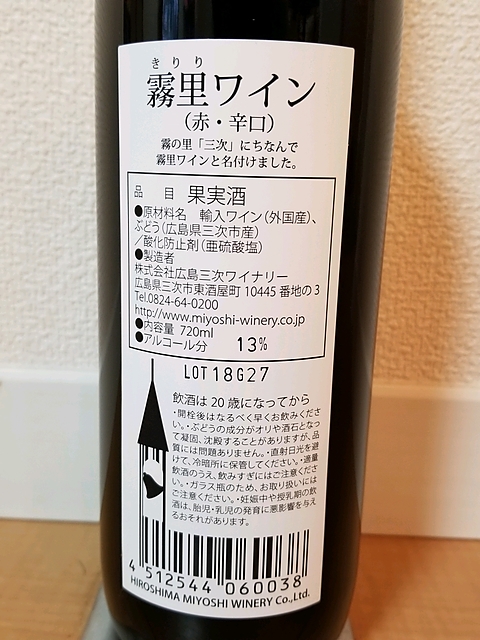 きりり
霧里ワイン
(赤・辛口)
霧の里「三次」にちなんで
霧里ワインと名付けました。
品 目 果実酒
●原材料名 輸入ワイン(外国産)、
ぶどう(広島県三次市産)
/酸化防止剤(亜硫酸塩)
●製造者
株式会社広島三次ワイナリー
広島県三次市東酒屋町 10445 番地の 3
Tel.0824-64-0200
http://www.miyoshi-winery.co.jp
●内容量 720ml
●アルコール分 13%
LOT18G27
飲酒は 20 歳になってから
・開栓後はなるべく早くお飲みくださ
い。・ぶどうの成分がオリや酒石となっ
て凝固、沈殿することがありますが、品
質には問題ありません。・直射日光を避
けて、冷暗所に保管してください。・適量
飲酒のうえ、飲みすぎにはご注意くださ
い。・ガラス瓶のため、お取り扱いには
ご注意ください。・妊娠中や授乳期の飲
酒は、胎児・乳児の発育に悪影響を与え
るおそれがあります。
4 512544 060038
HIROSHIMA MIYOSHI WINERY Co.,Ltd.